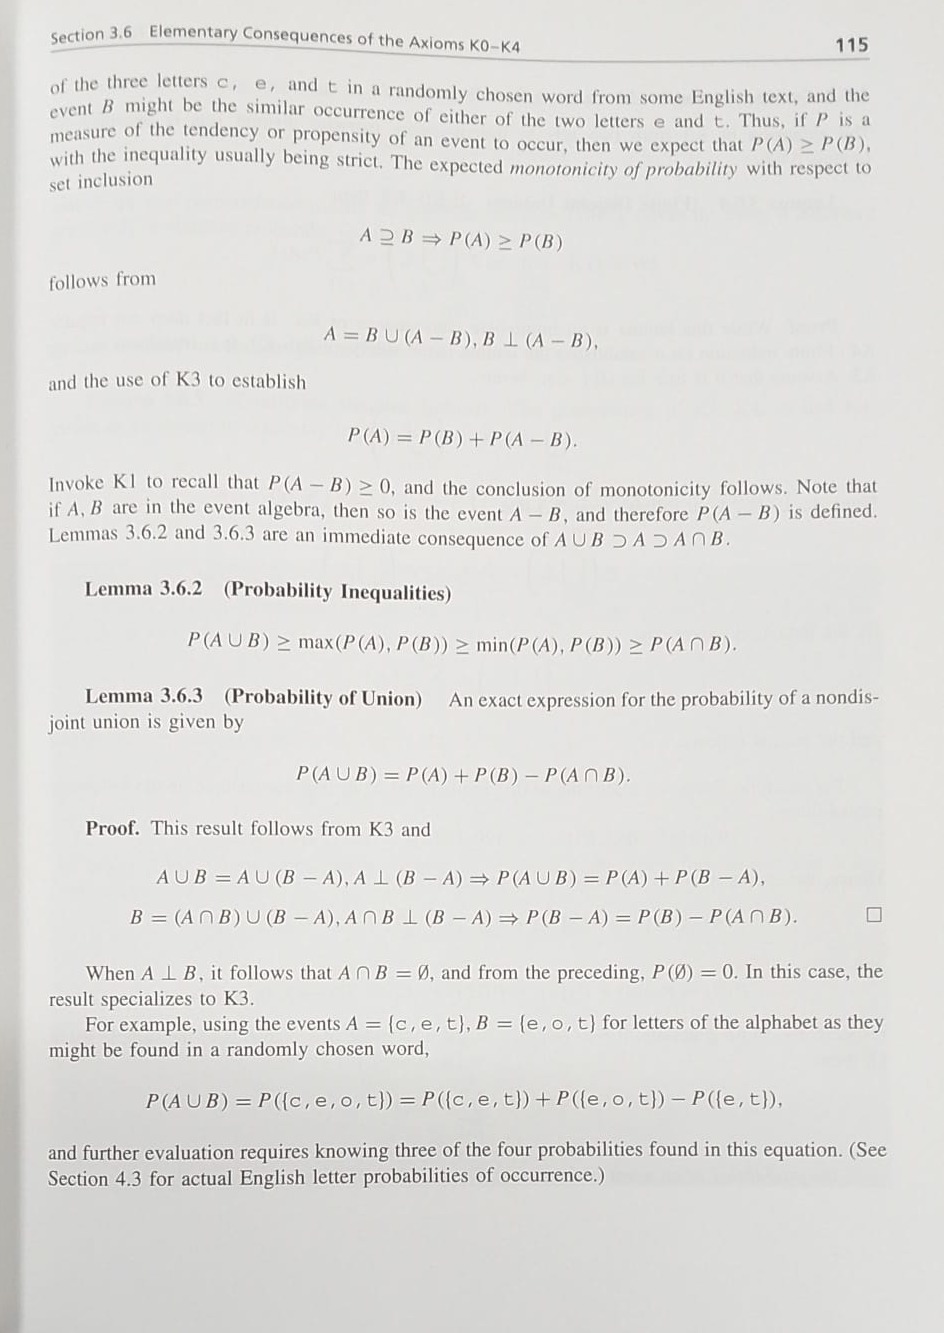 Section 3.6 Elementary Consequences of the Axioms K0–K4
115
of the three letters c, e, and t in a randomly chosen word from some English text, and the
event B might be the similar occurrence of either of the two letters e and t. Thus, if P is a
measure of the tendency or propensity of an event to occur, then we expect that P(A) ≥ P(B),
with the inequality usually being strict. The expected monotonicity of probability with respect to
set inclusion
A ⊇ B ⇒ P(A) ≥ P(B)
follows from
A = B ∪ (A − B), B ⊥ (A − B),
and the use of K3 to establish
P(A) = P(B) + P(A − B).
Invoke K1 to recall that P(A − B) ≥ 0, and the conclusion of monotonicity follows. Note that
if A, B are in the event algebra, then so is the event A − B, and therefore P(A − B) is defined.
Lemmas 3.6.2 and 3.6.3 are an immediate consequence of A ∪ B ⊃ A ⊃ A ∩ B.
Lemma 3.6.2 (Probability Inequalities)
P(A ∪ B) ≥ max(P(A), P(B)) ≥ min(P(A), P(B)) ≥ P(A ∩ B).
Lemma 3.6.3 (Probability of Union) An exact expression for the probability of a nondis-
joint union is given by
P(A ∪ B) = P(A) + P(B) − P(A ∩ B).
Proof. This result follows from K3 and
A ∪ B = A ∪ (B − A), A ⊥ (B − A) ⇒ P(A ∪ B) = P(A) + P(B − A),
B = (A ∩ B) ∪ (B − A), A ∩ B ⊥ (B − A) ⇒ P(B − A) = P(B) − P(A ∩ B). □
When A ⊥ B, it follows that A ∩ B = Ø, and from the preceding, P(Ø) = 0. In this case, the
result specializes to K3.
For example, using the events A = {c, e, t}, B = {e, o, t} for letters of the alphabet as they
might be found in a randomly chosen word,
P(A ∪ B) = P({c, e, o, t}) = P({c, e, t}) + P({e, o, t}) − P({e, t}),
and further evaluation requires knowing three of the four probabilities found in this equation. (See
Section 4.3 for actual English letter probabilities of occurrence.)